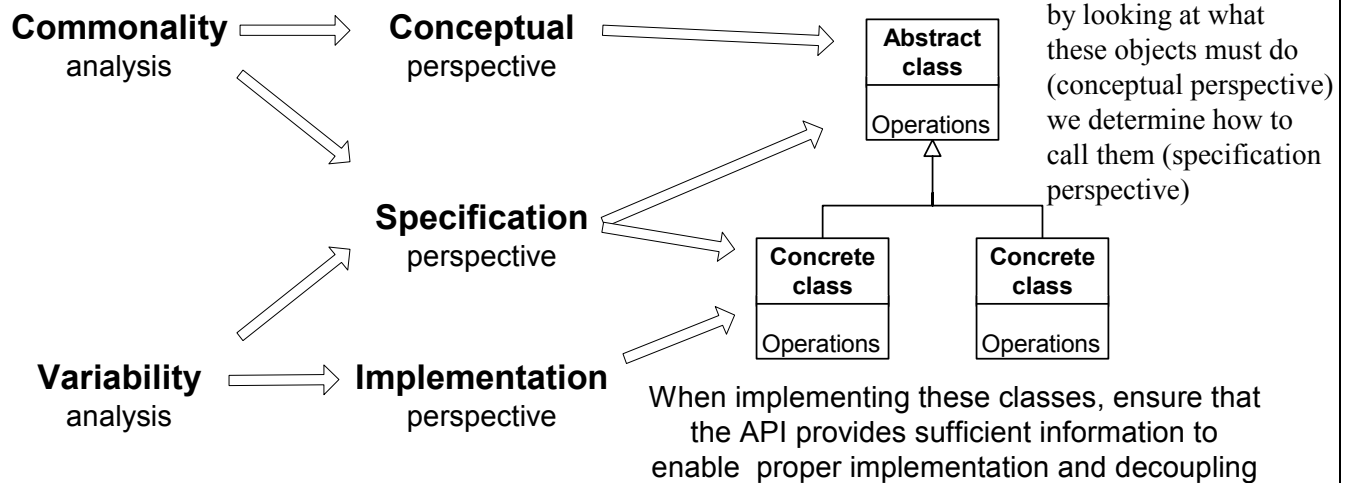 Commonality
analysis
Conceptual
perspective
Abstract
class
Operations
by looking at what
these objects must do
(conceptual perspective)
we determine how to
call them (specification
perspective)
Specification
perspective
Concrete
class
Operations
Concrete
class
Operations
Variability
analysis
Implementation
perspective
When implementing these classes, ensure that
the API provides sufficient information to
enable proper implementation and decoupling